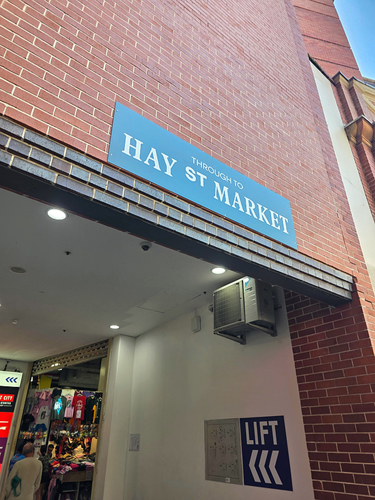 THROUGH TO
HAY ST MARKET
LIFT